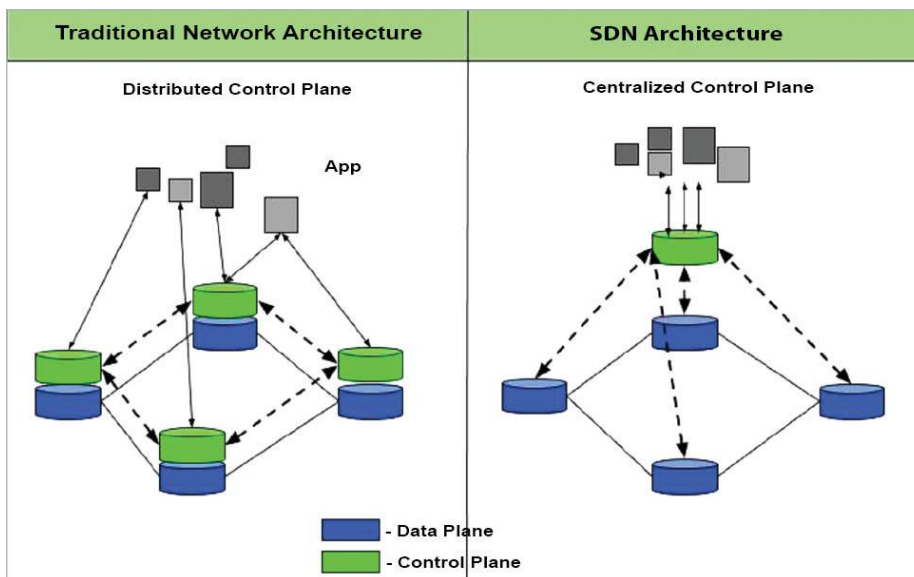 Traditional Network Architecture
SDN Architecture
Distributed Control Plane
Centralized Control Plane
App
- Data Plane
- Control Plane